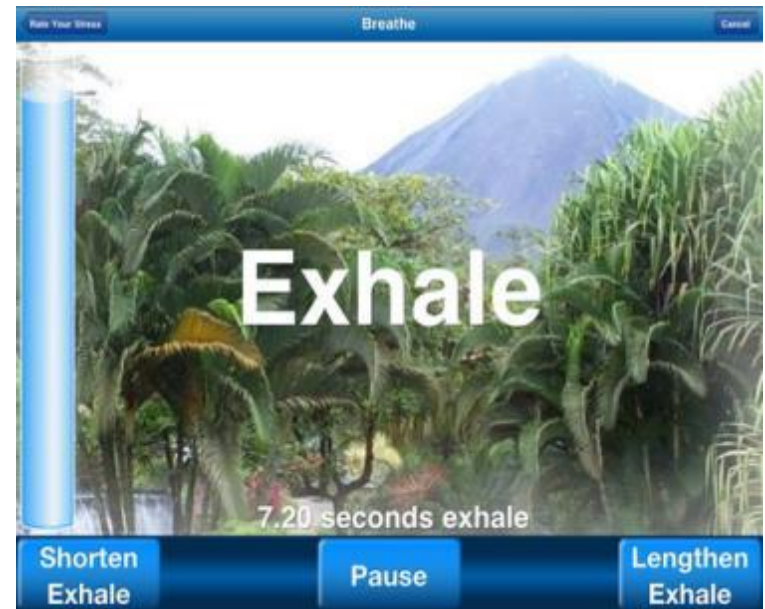 Rate Your Stress
Breathe
Cancel
Exhale
7.20 seconds exhale
Shorten
Exhale
Pause
Lengthen
Exhale